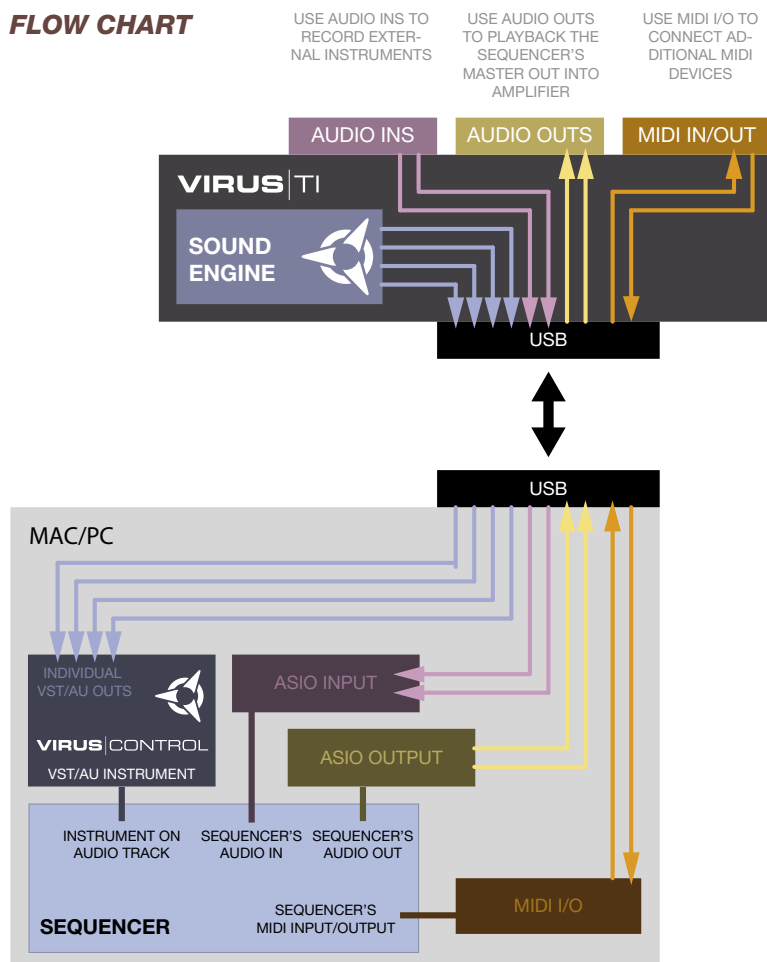 FLOW CHART
USE AUDIO INS TO
RECORD EXTER-
NAL INSTRUMENTS
USE AUDIO OUTS
TO PLAYBACK THE
SEQUENCER'S
MASTER OUT INTO
AMPLIFIER
USE MIDI I/O TO
CONNECT AD-
DITIONAL MIDI
DEVICES
AUDIO INS
AUDIO OUTS
MIDI IN/OUT
VIRUS|TI
SOUND
ENGINE
USB
USB
MAC/PC
INDIVIDUAL
VST/AU OUTS
VIRUS|CONTROL
VST/AU INSTRUMENT
ASIO INPUT
ASIO OUTPUT
INSTRUMENT ON
AUDIO TRACK
SEQUENCER'S
AUDIO IN
SEQUENCER'S
AUDIO OUT
SEQUENCER
SEQUENCER'S
MIDI INPUT/OUTPUT
MIDI I/O